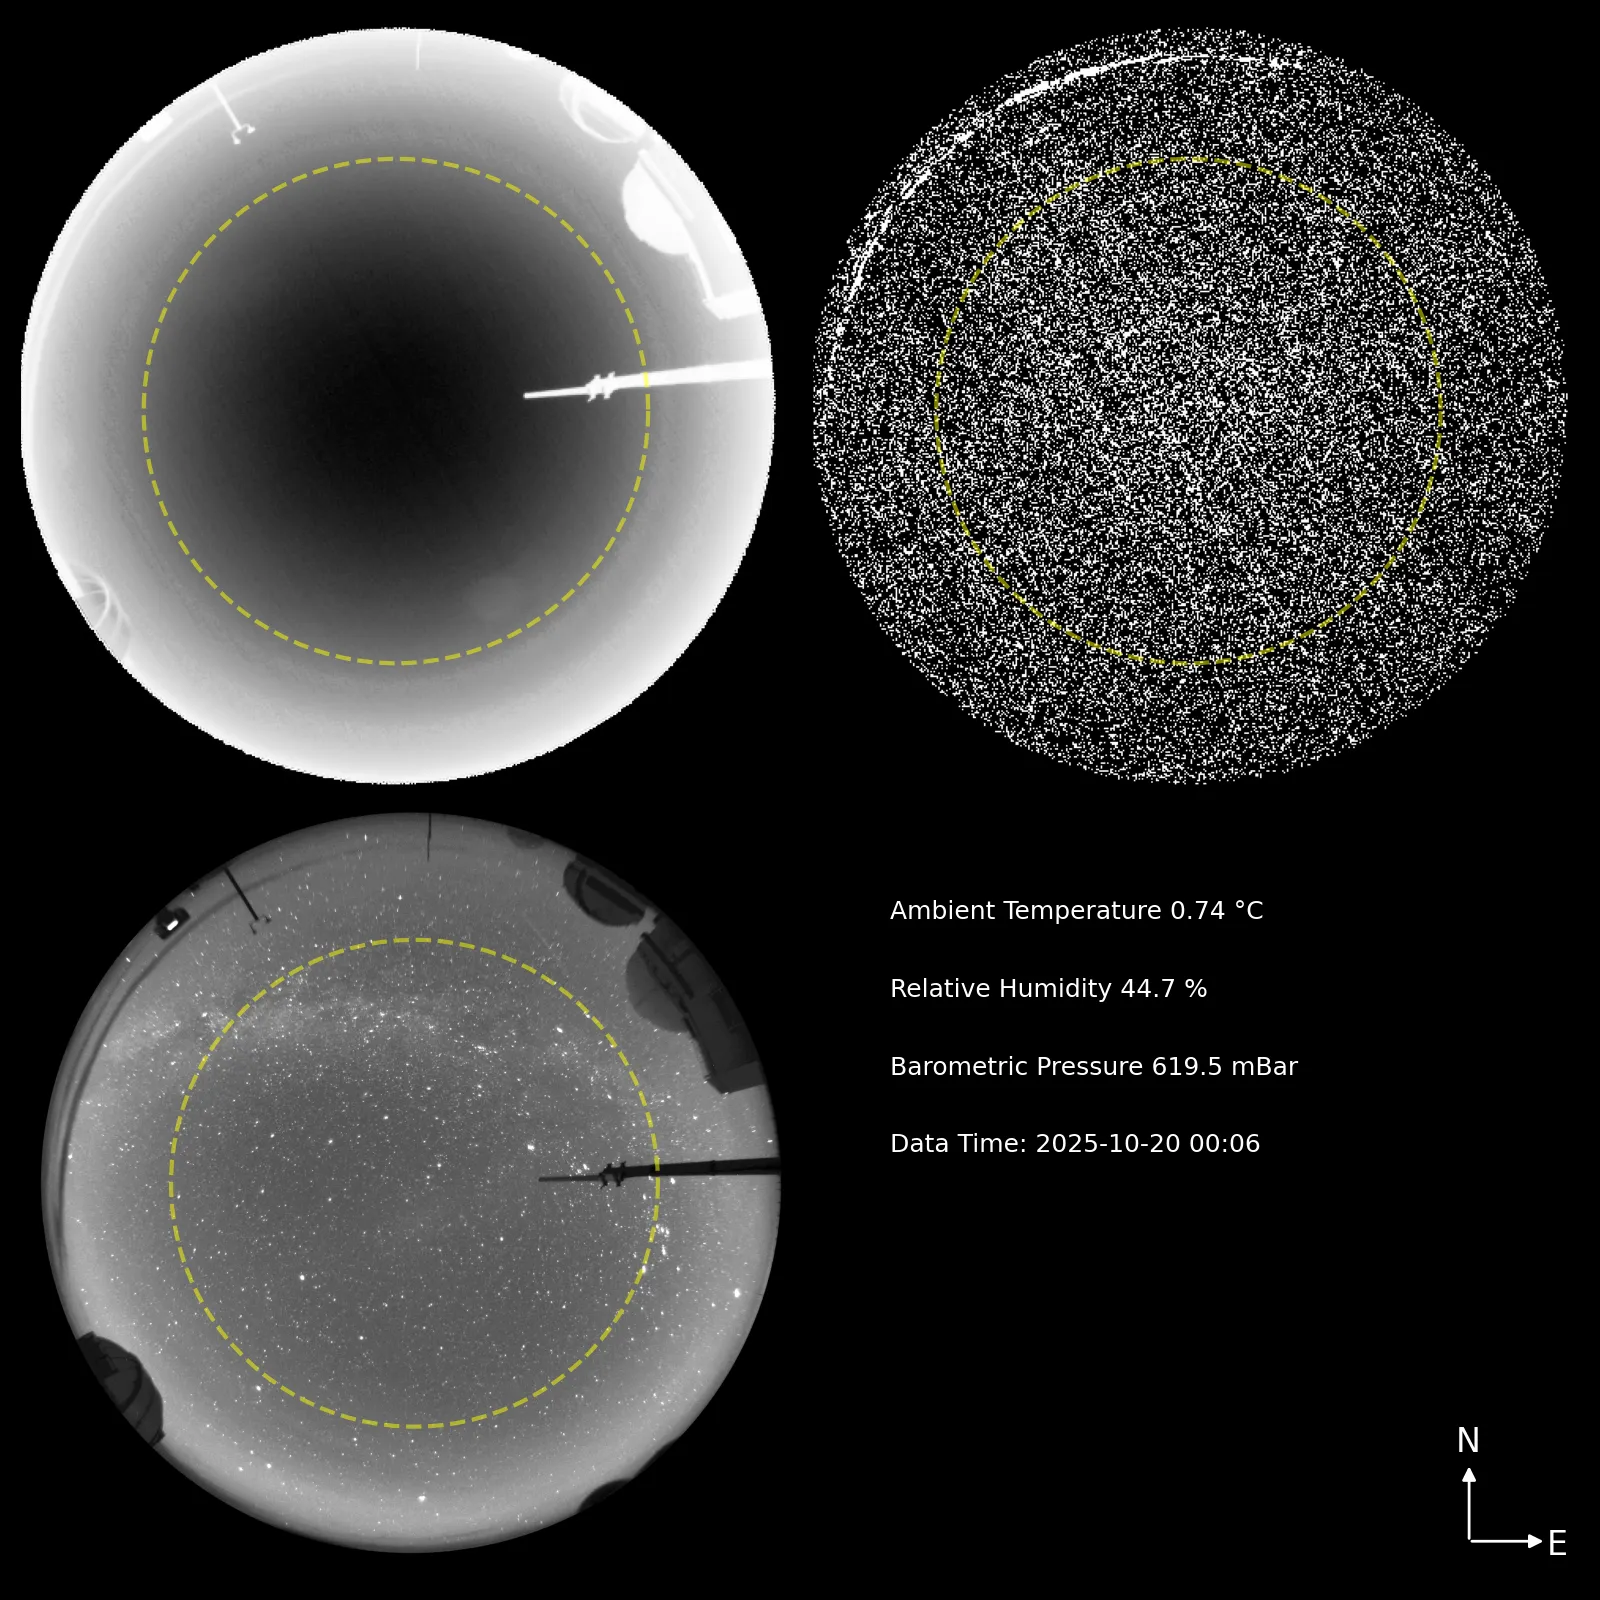 Ambient Temperature 0.74 °C
Relative Humidity 44.7 %
Barometric Pressure 619.5 mBar
Data Time: 2025-10-20 00:06
N
E